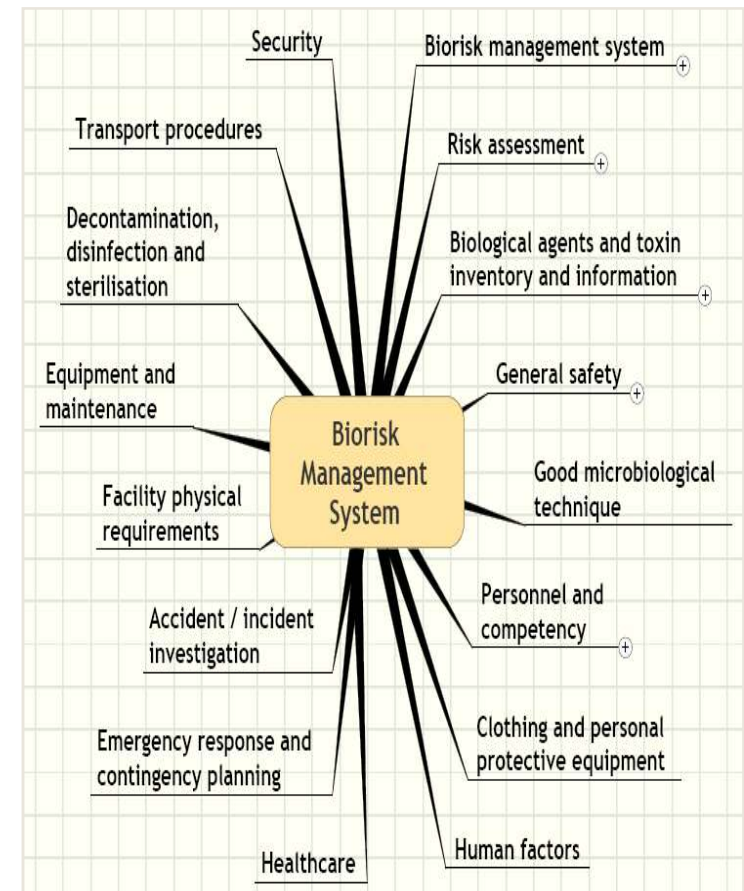 Security
Biorisk management system
Transport procedures
Risk assessment
Decontamination,
disinfection and
sterilisation
Biological agents and toxin
inventory and information
Equipment and
maintenance
General safety
Biorisk
Management
System
Facility physical
requirements
Good microbiological
technique
Accident / incident
investigation
Personnel and
competency
Emergency response and
contingency planning
Clothing and personal
protective equipment
Healthcare
Human factors